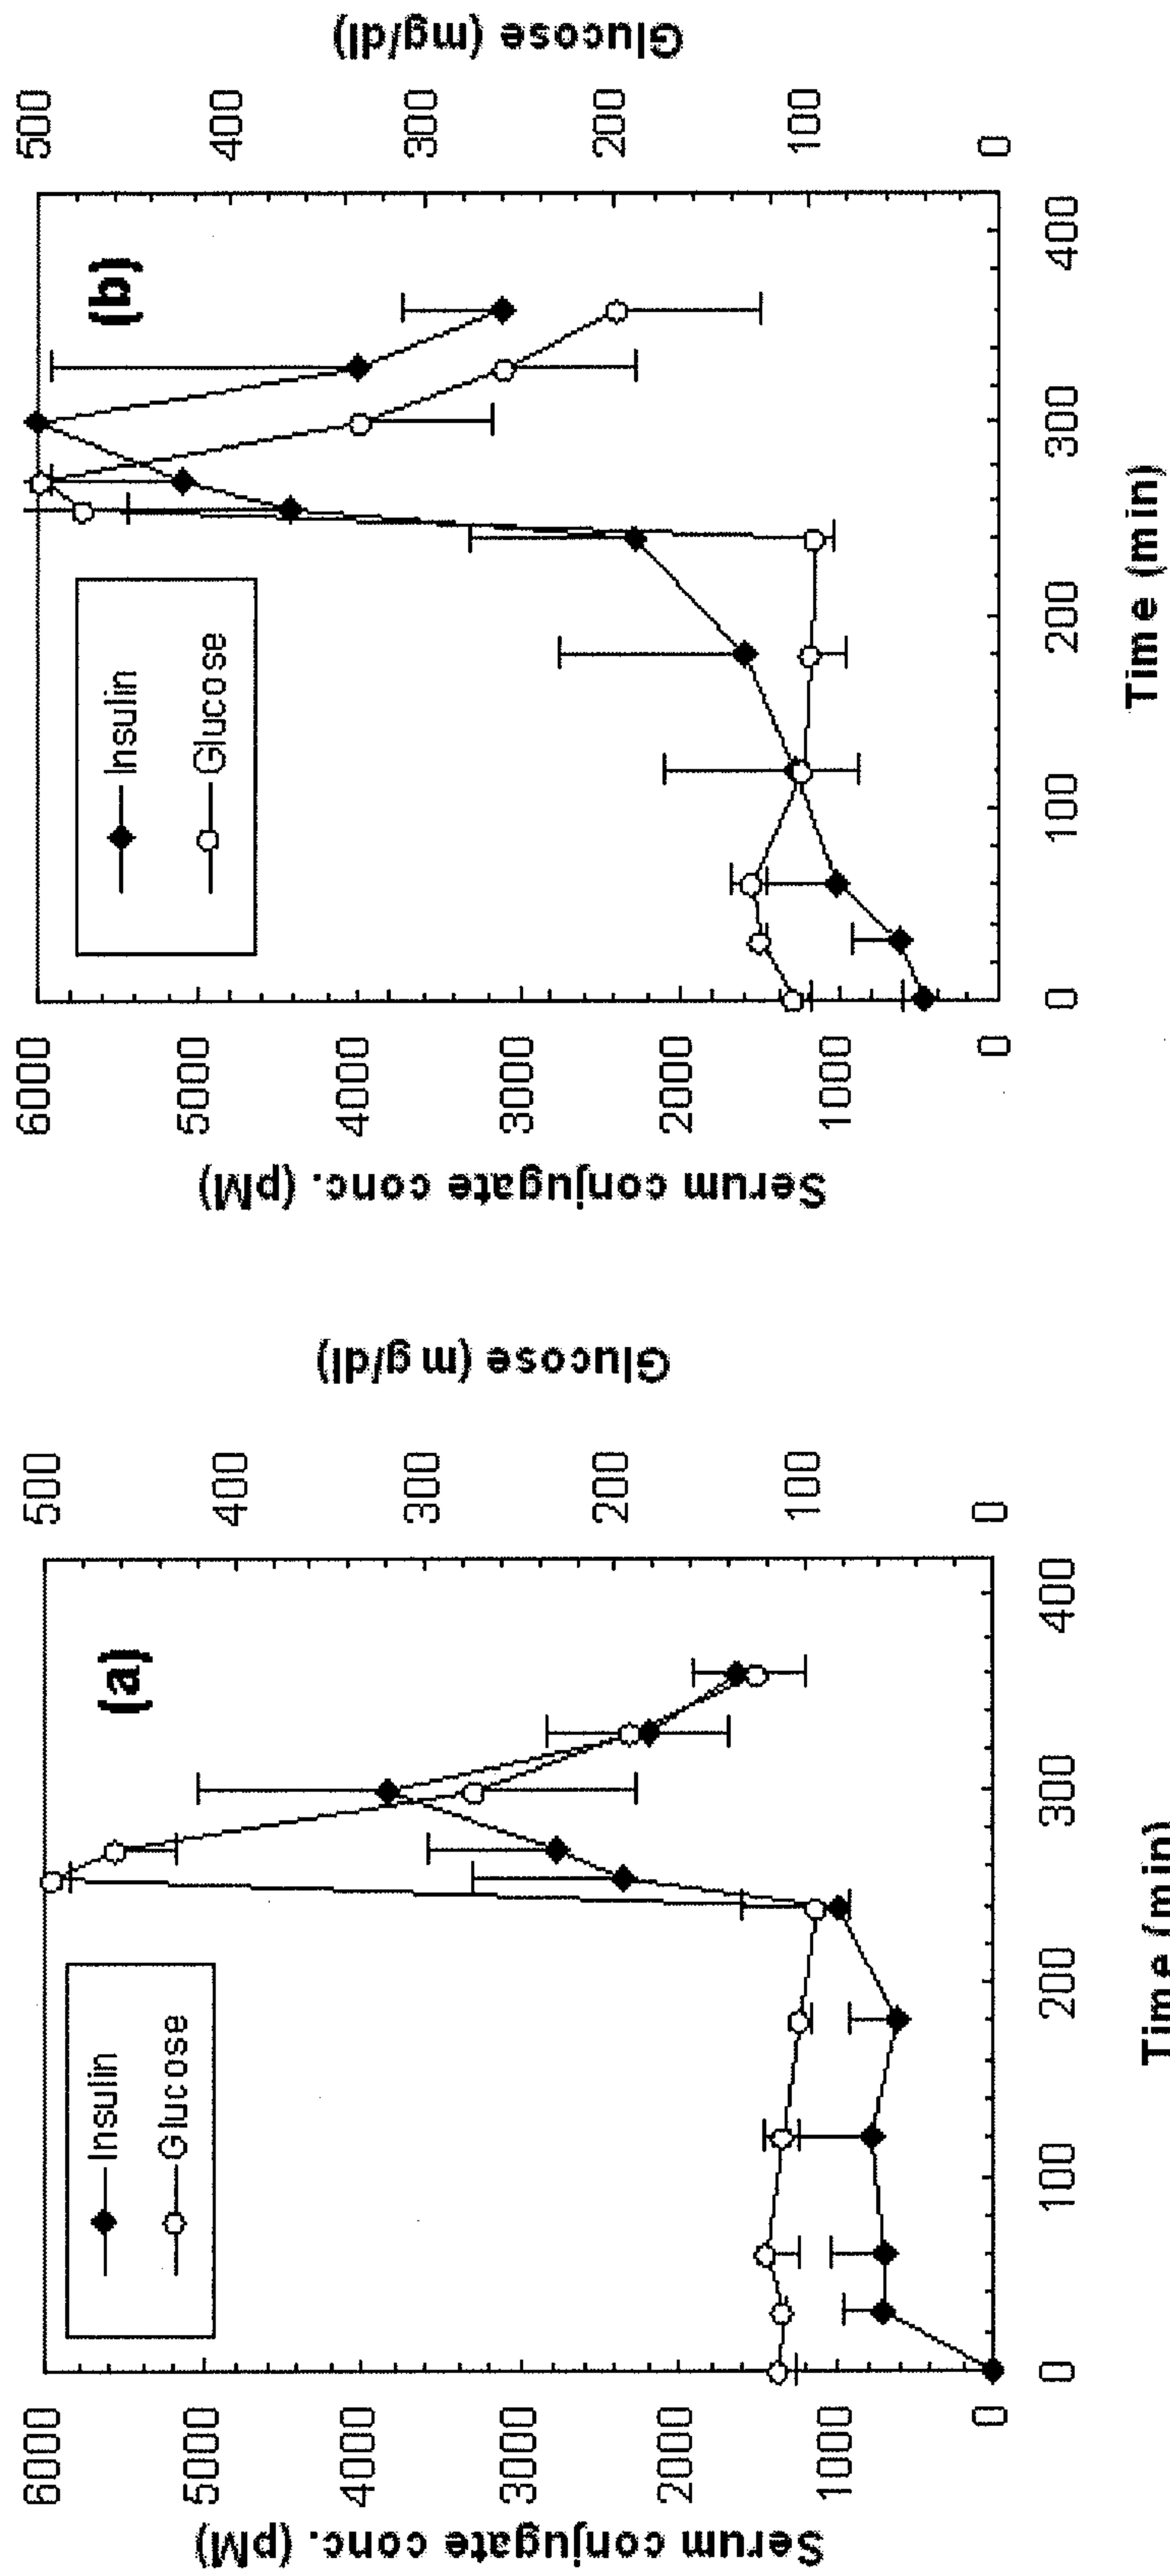 (a)
Insulin
Glucose
Serum conjugate conc. (pM)
6000
5000
4000
3000
2000
1000
0
Glucose (mg/dl)
500
400
300
200
100
0
0 100 200 300 400
Time (min)
(b)
Insulin
Glucose
Serum conjugate conc. (pM)
6000
5000
4000
3000
2000
1000
0
Glucose (mg/dl)
500
400
300
200
100
0
0 100 200 300 400
Time (min)